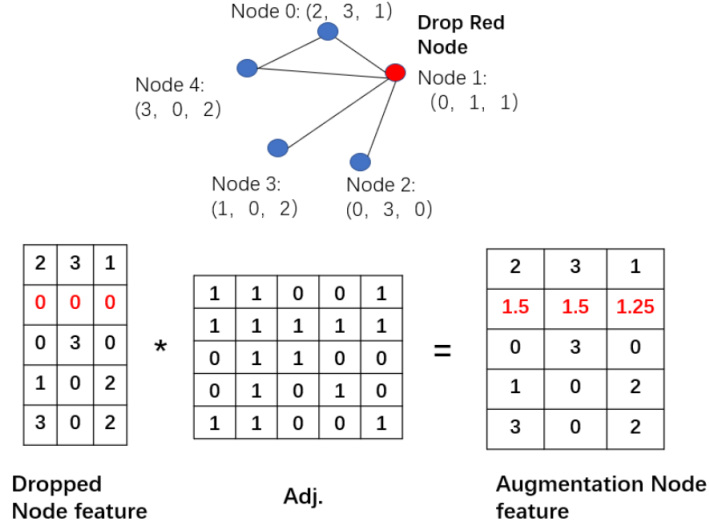 Node 0: (2, 3, 1)
Drop Red
Node
Node 4:
(3, 0, 2)
Node 1:
(0, 1, 1)
Node 3:
(1, 0, 2)
Node 2:
(0, 3, 0)
2 3 1
0 0 0
0 3 0
1 0 2
3 0 2
*
1 1 0 0 1
1 1 1 1 1
0 1 1 0 0
0 1 0 1 0
1 1 0 0 1
=
2 3 1
1.5 1.5 1.25
0 3 0
1 0 2
3 0 2
Dropped
Node feature
Adj.
Augmentation Node
feature